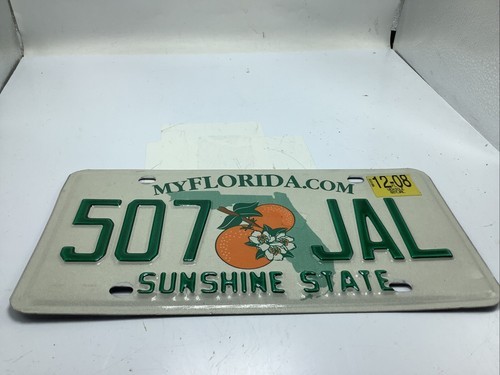 MYFLORIDA.COM
12-08
507 JAL
SUNSHINE STATE